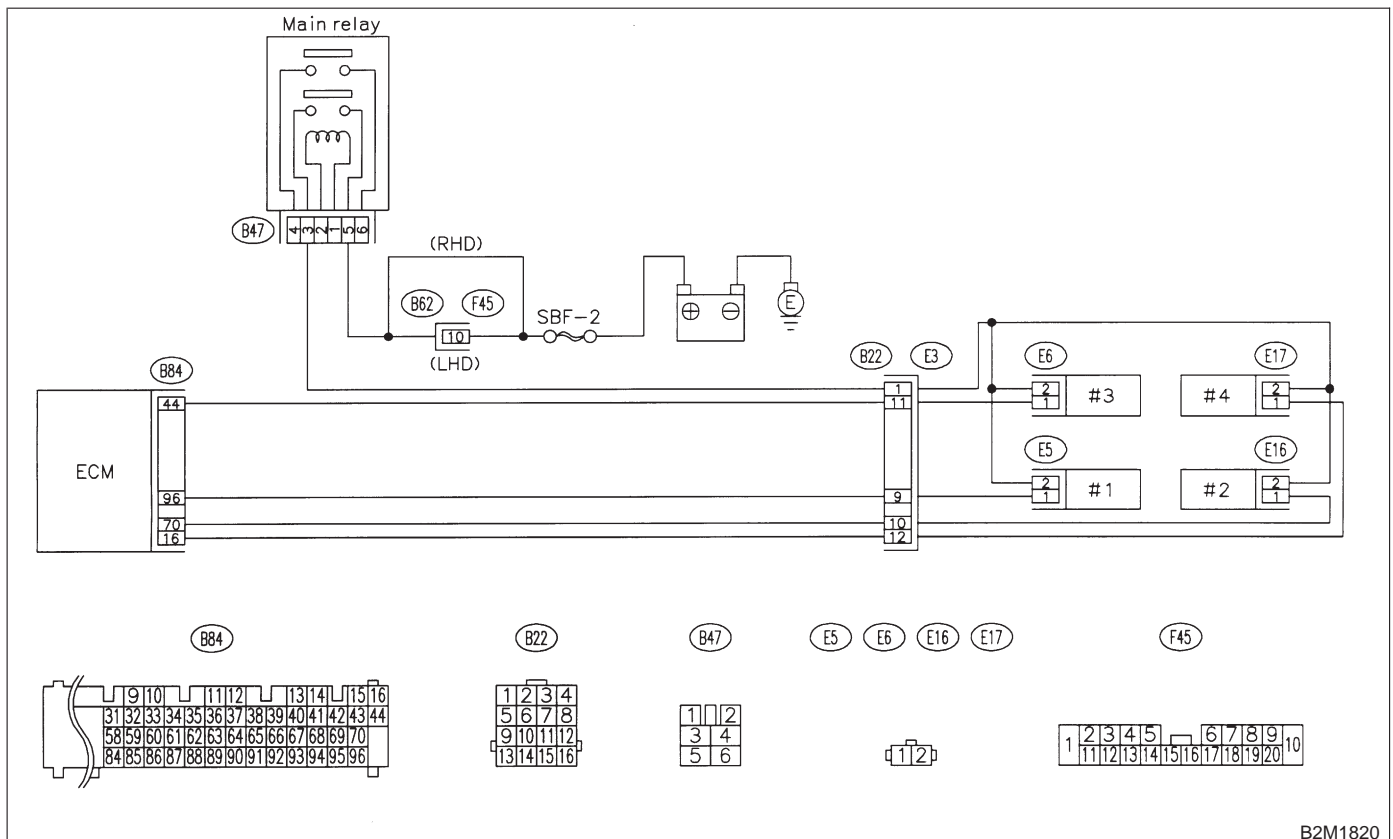 Main relay
B47
4 3 2 1 5 6
(RHD)
B62 F45
10
SBF-2
(LHD)
⊕ ⊖
E
B84
B22 E3
E6 E17
44
1
11
2
1
#3
#4
2
1
ECM
E5 E16
96
9
2
1
#1
#2
2
1
70
10
16
12
B84 B22 B47 E5 E6 E16 E17 F45
9 10 11 12 13 14 15 16
31 32 33 34 35 36 37 38 39 40 41 42 43 44
58 59 60 61 62 63 64 65 66 67 68 69 70
84 85 86 87 88 89 90 91 92 93 94 95 96
1 2 3 4
5 6 7 8
9 10 11 12
13 14 15 16
1 2
3 4
5 6
1 2
1 2 3 4 5 6 7 8 9 10
11 12 13 14 15 16 17 18 19 20
B2M1820